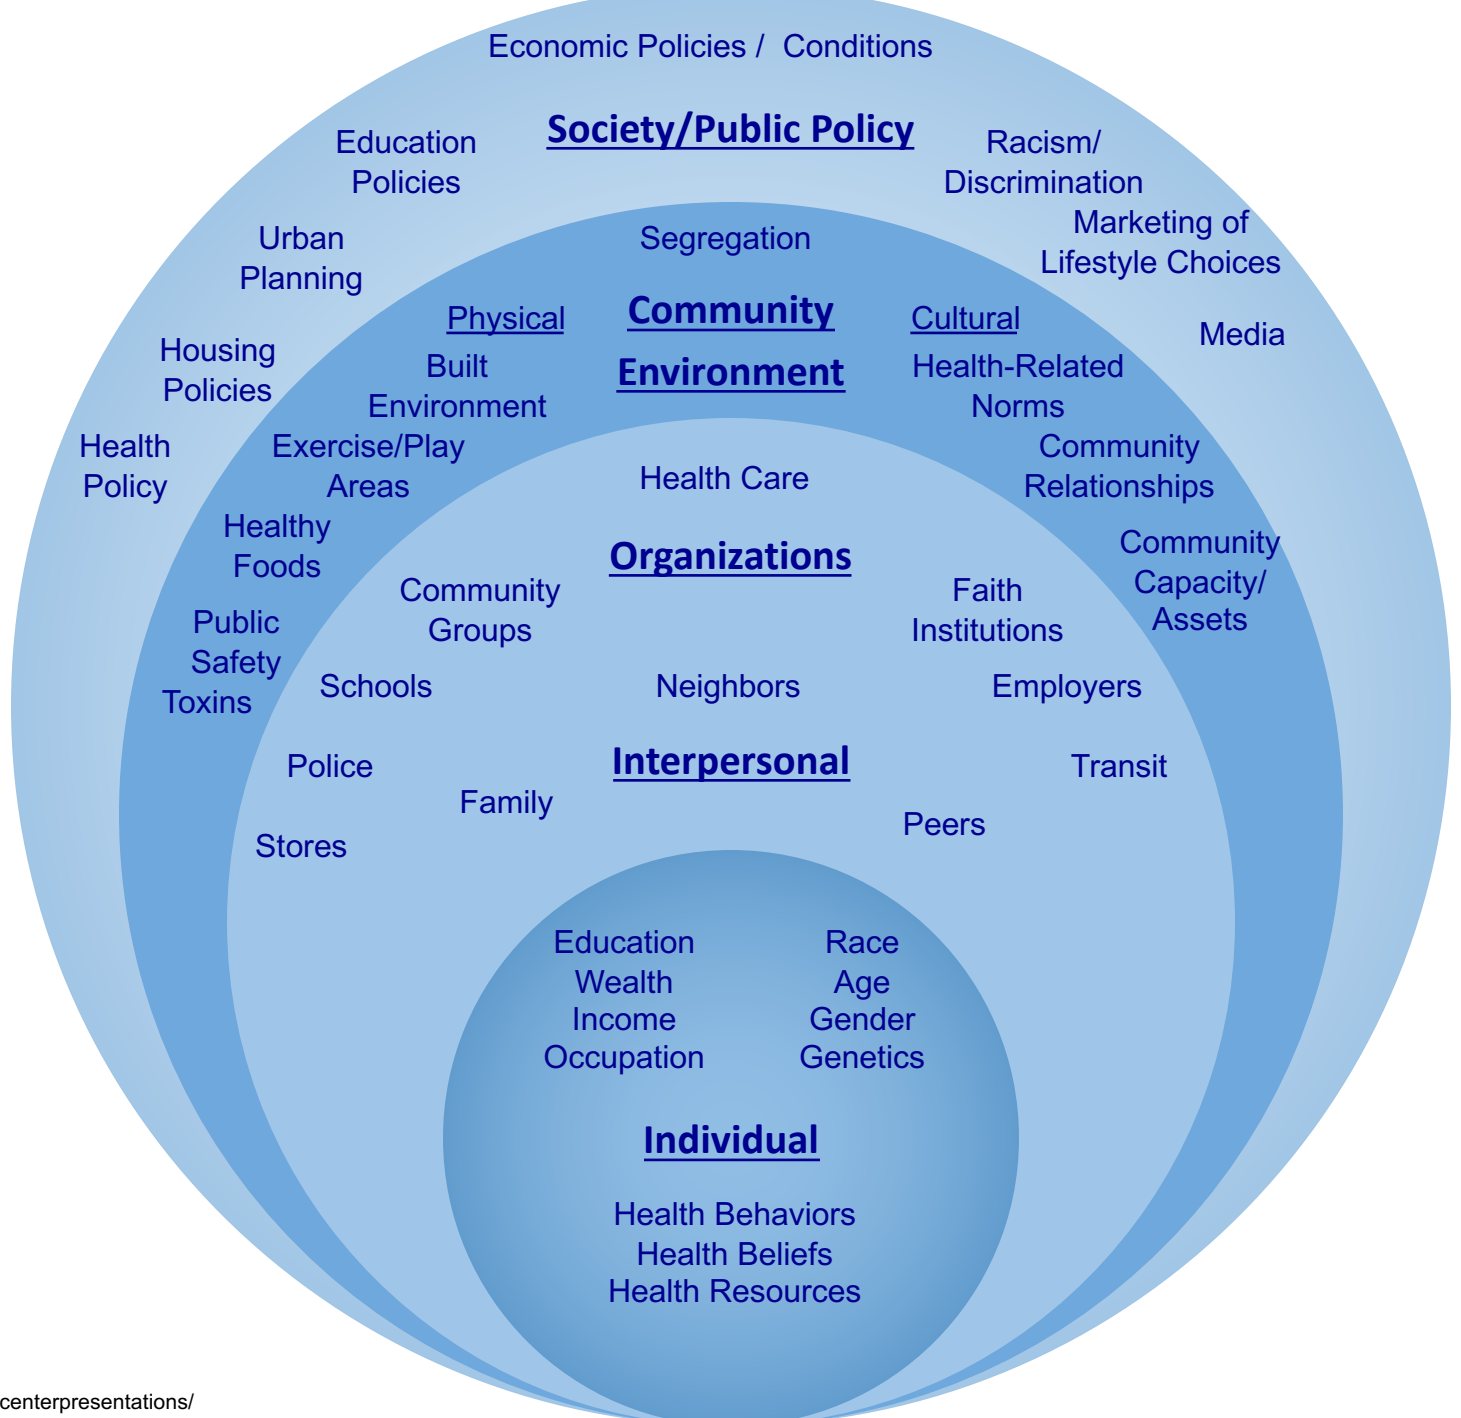 Economic Policies /  Conditions
Society/Public Policy
Education
Policies
Racism/
Discrimination
Urban
Planning
Segregation
Marketing of
Lifestyle Choices
Housing
Policies
Physical
Community
Environment
Cultural
Media
Built
Environment
Health-Related
Norms
Health
Policy
Exercise/Play
Areas
Health Care
Community
Relationships
Healthy
Foods
Organizations
Community
Capacity/
Assets
Community
Groups
Faith
Institutions
Public
Safety
Toxins
Schools
Neighbors
Employers
Police
Interpersonal
Transit
Family
Peers
Stores
Education
Wealth
Income
Occupation
Race
Age
Gender
Genetics
Individual
Health Behaviors
Health Beliefs
Health Resources
centerpresentations/